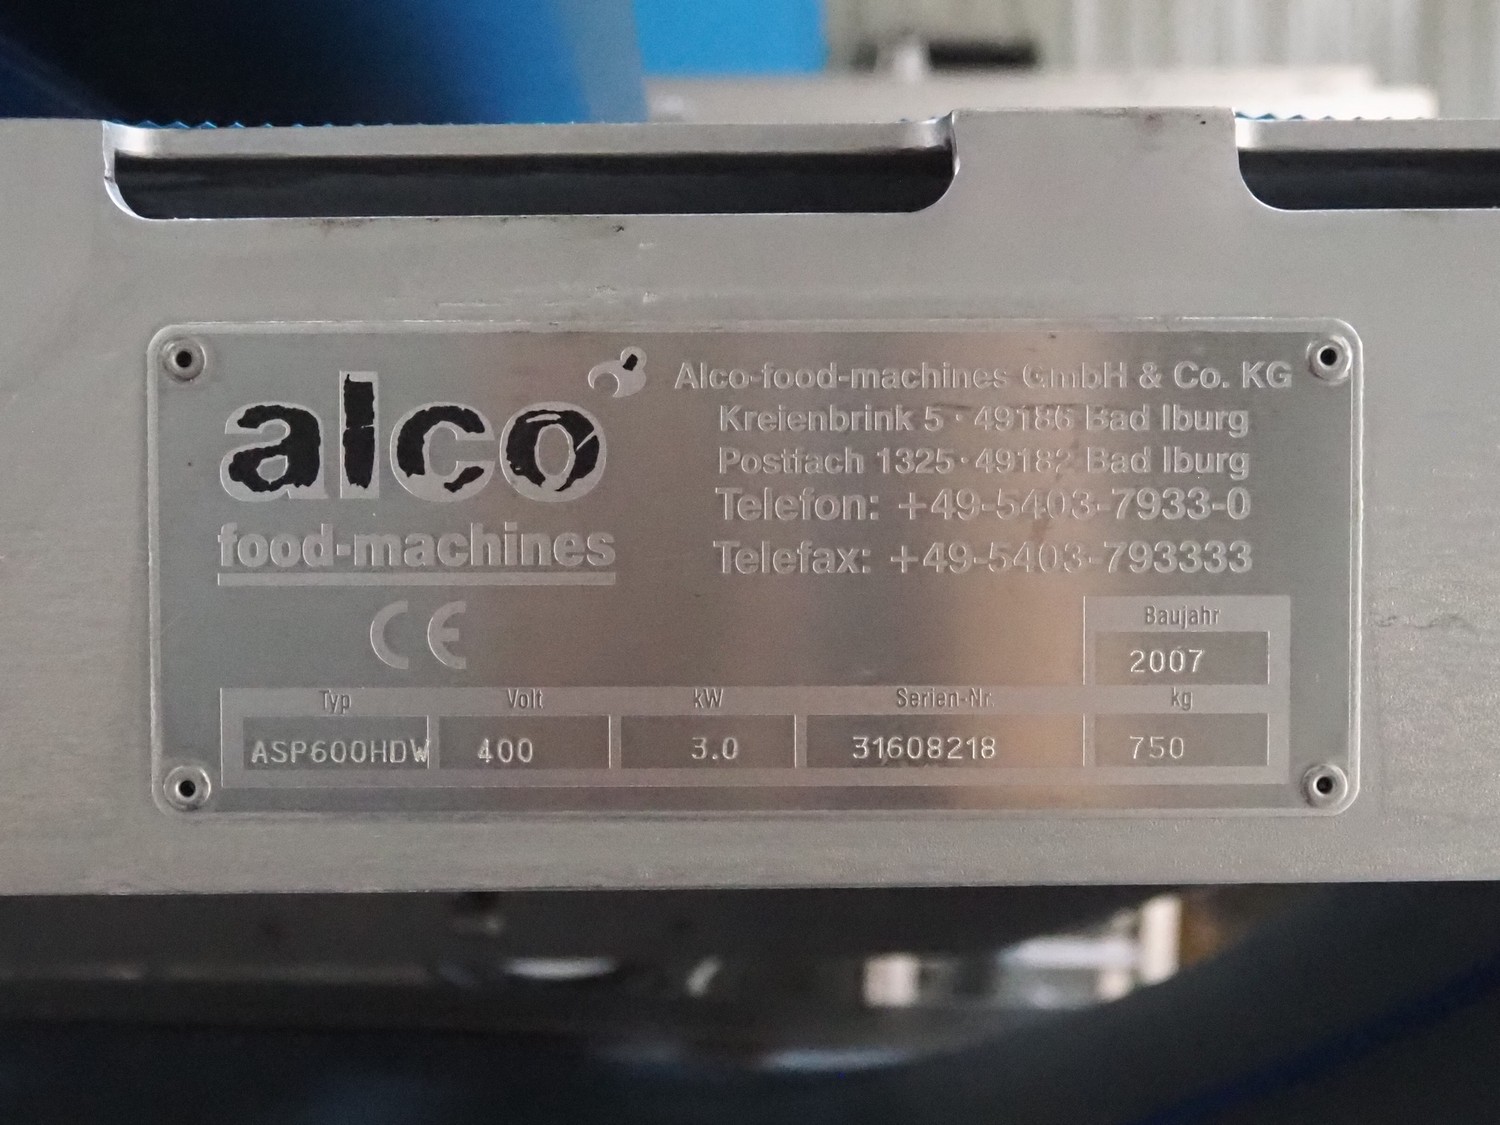 alco
food-machines
Alco-food-machines GmbH & Co. KG
Kreienbrink 5 · 49186 Bad Iburg
Postfach 1325 · 49182 Bad Iburg
Telefon: +49-5403-7933-0
Telefax: +49-5403-793333
CE
Baujahr
2007
Typ Volt kW Serien-Nr. kg
ASP600HDW 400 3.0 31608218 750